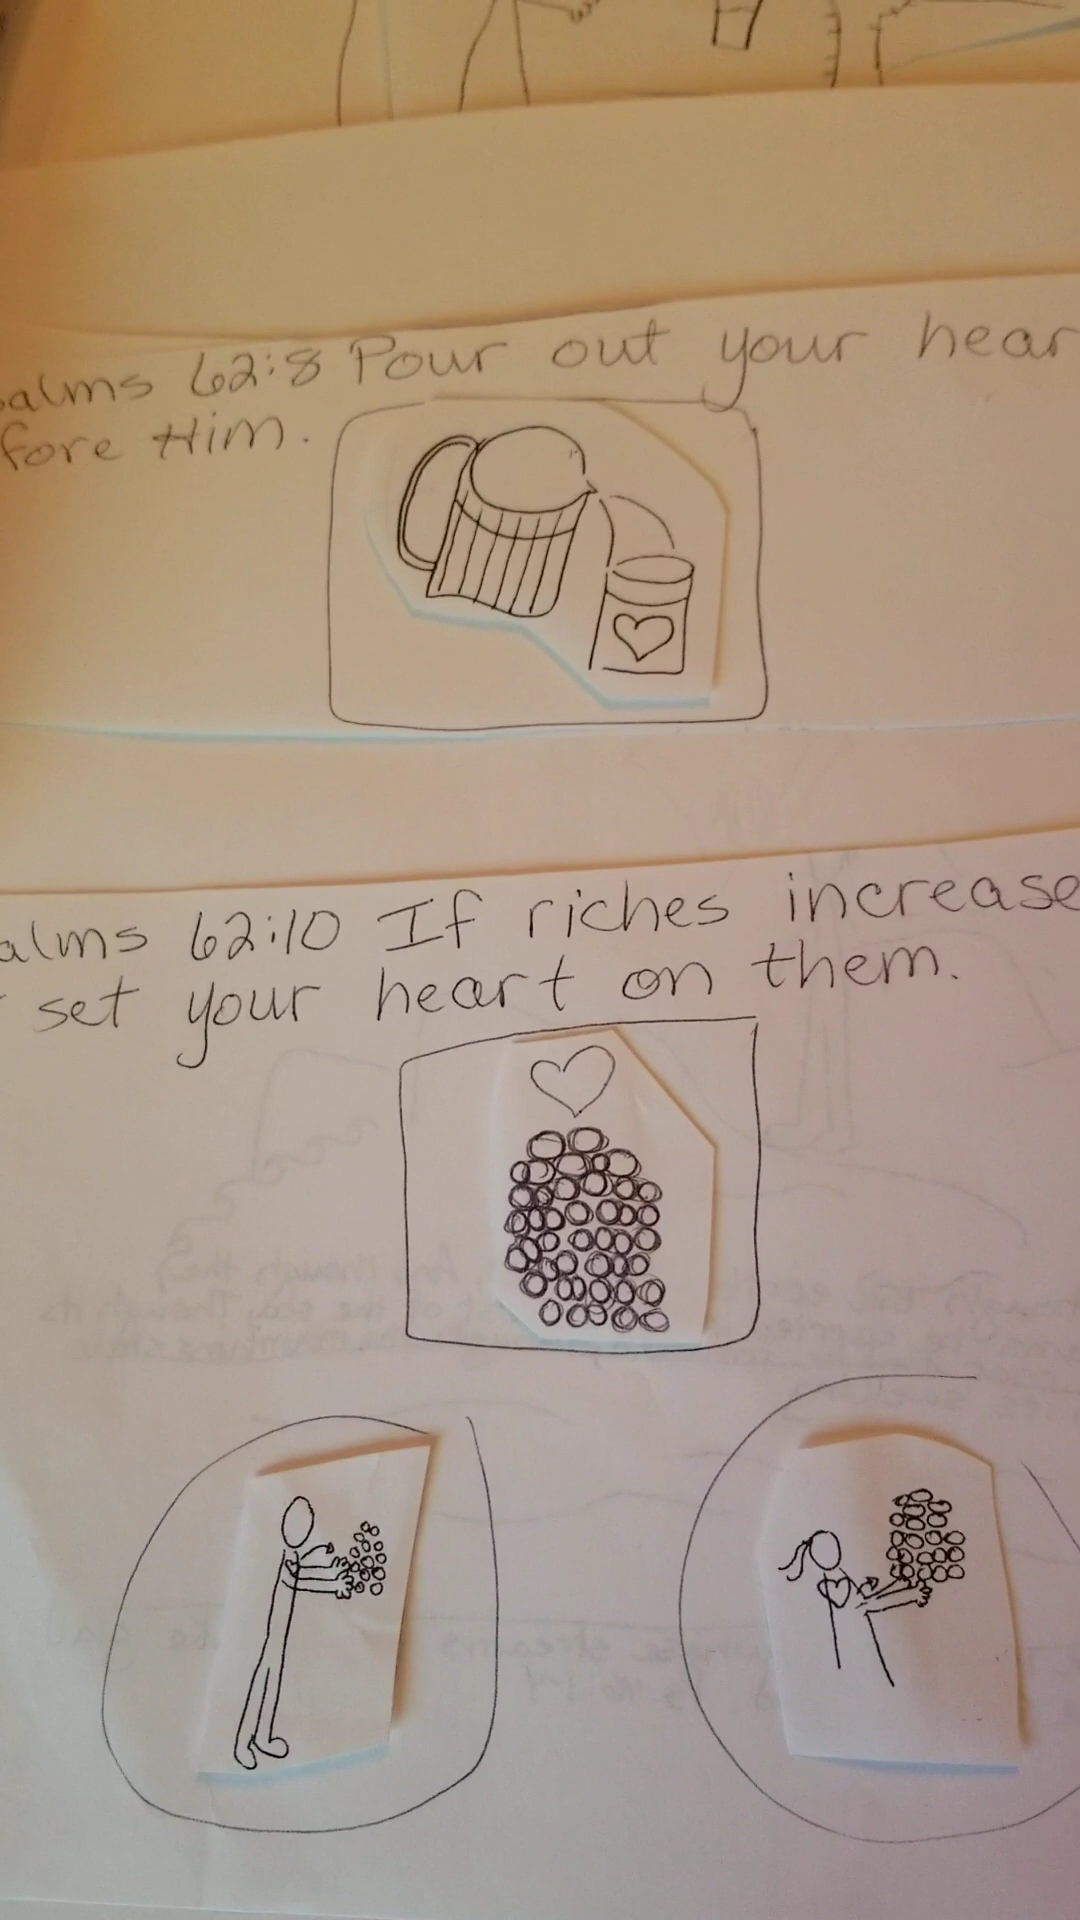 alms 62:8 Pour out your hear
fore Him.
alms 62:10 If riches increase
set your heart on them.